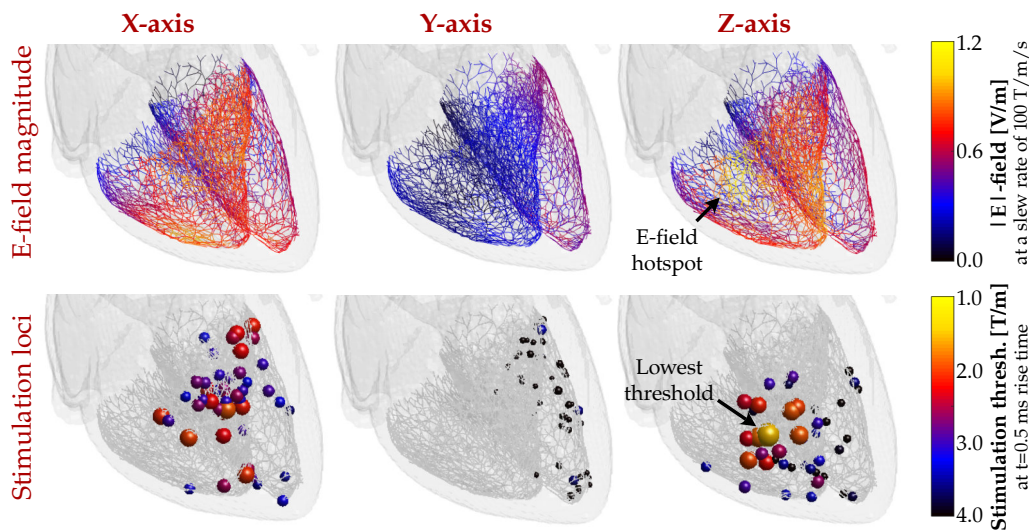 X-axis
Y-axis
Z-axis
E-field magnitude
E-field
hotspot
1.2
0.6
0.0
| E | -field [V/m]
at a slew rate of 100 T/m/s
Stimulation loci
Lowest
threshold
1.0
2.0
3.0
4.0
Stimulation thresh. [T/m]
at t=0.5 ms rise time